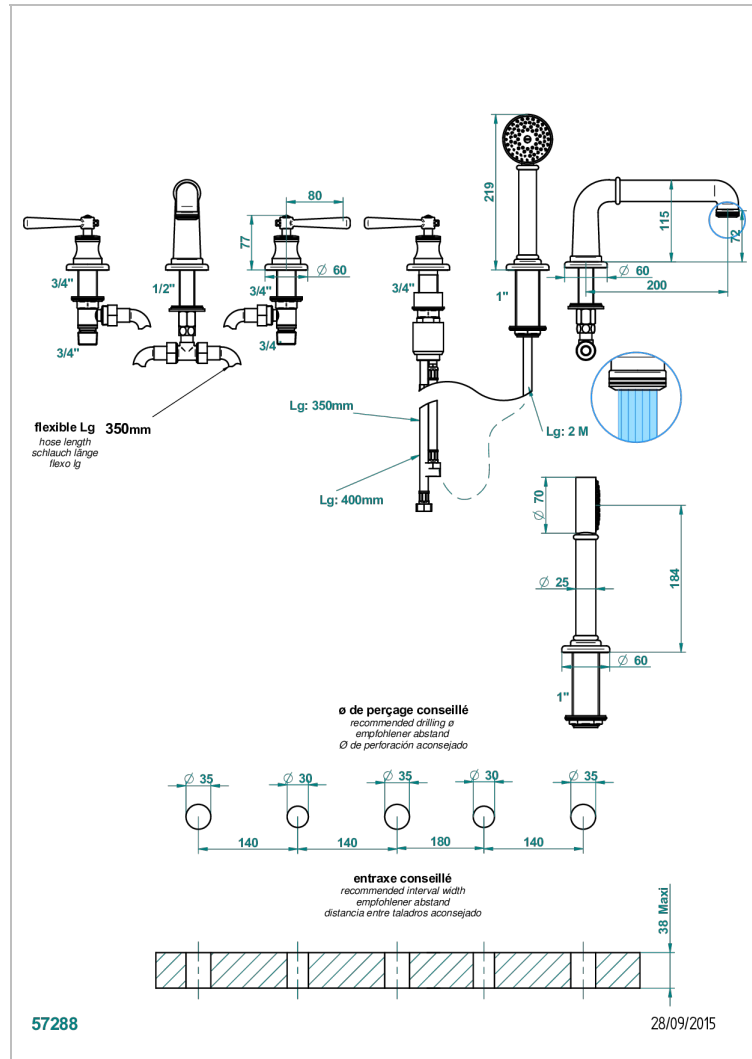 80
219
77
3/4"
1/2"
3/4"
Ø 60
3/4"
1"
115
72
Ø 60
200
3/4"
3/4
flexible Lg 350mm
hose length
schlauch länge
flexo lg
Lg: 350mm
Lg: 2 M
Lg: 400mm
Ø 70
184
Ø 25
Ø 60
1"
ø de perçage conseillé
recommended drilling ø
empfohlener abstand
Ø de perforación aconsejado
Ø 35 Ø 30 Ø 35 Ø 30 Ø 35
140 140 180 140
entraxe conseillé
recommended interval width
empfohlener abstand
distancia entre taladros aconsejado
38 Maxi
57288
28/09/2015